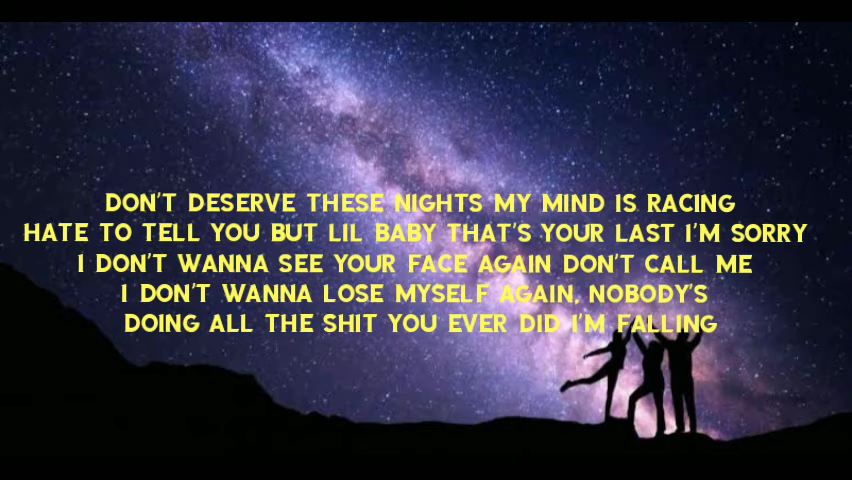 DON'T DESERVE THESE NIGHTS MY MIND IS RACING
HATE TO TELL YOU BUT LIL BABY THAT'S YOUR LAST I'M SORRY
I DON'T WANNA SEE YOUR FACE AGAIN DON'T CALL ME
I DON'T WANNA LOSE MYSELF AGAIN, NOBODY'S
DOING ALL THE SHIT YOU EVER DID I'M FALLING